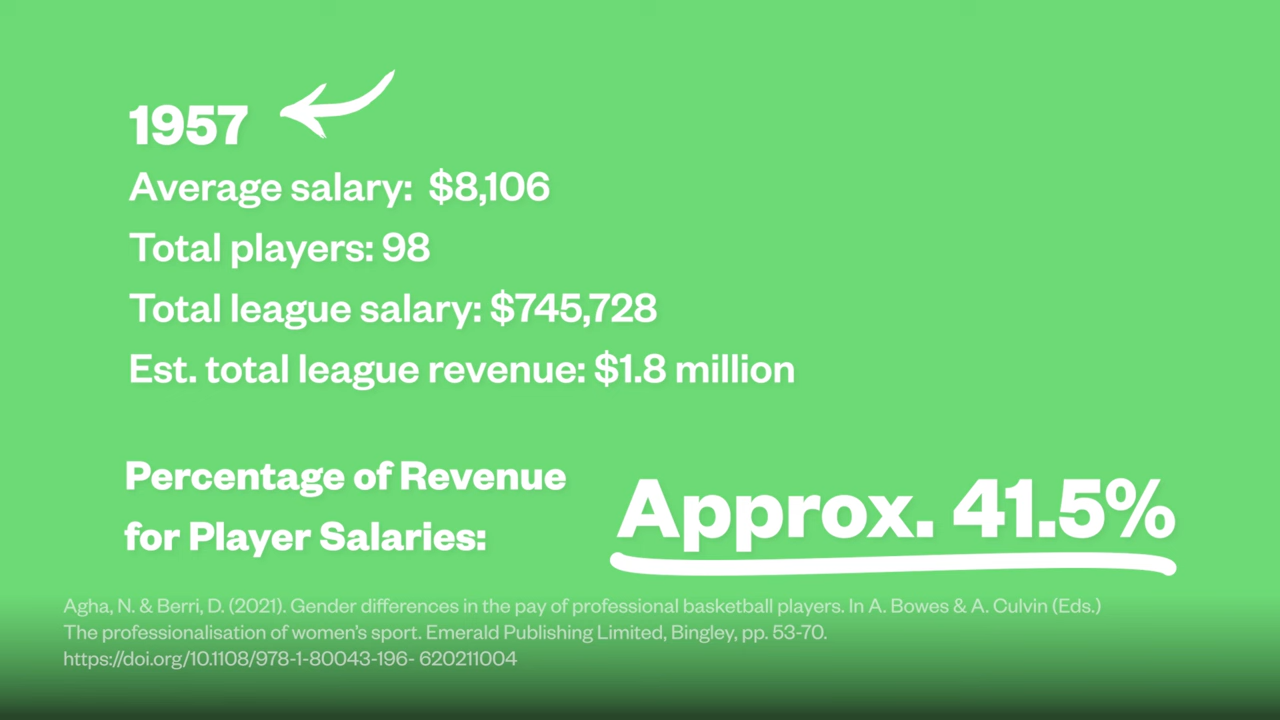 1957
Average salary: $8,106
Total players: 98
Total league salary: $745,728
Est. total league revenue: $1.8 million
Percentage of Revenue
for Player Salaries:
Approx. 41.5%
Agha, N. & Berri, D. (2021). Gender differences in the pay of professional basketball players. In A. Bowes & A. Culvin (Eds.)
The professionalisation of women's sport. Emerald Publishing Limited, Bingley, pp. 53-70.
https://doi.org/10.1108/978-1-80043-196- 620211004